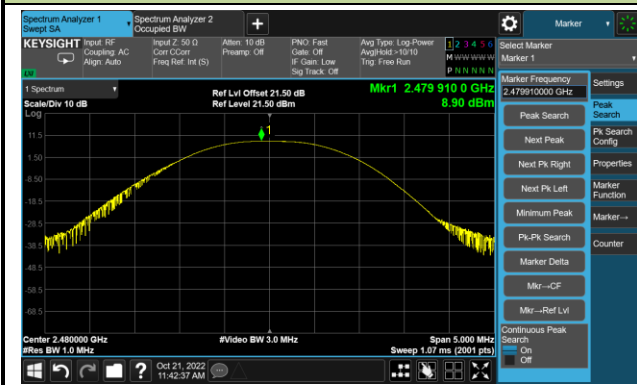 Spectrum Analyzer 1
Swept SA
Spectrum Analyzer 2
Occupied BW
+
Marker
KEYSIGHT
Input: RF
Coupling: AC
Align: Auto
Input Z: 50 Ω
Corr CCorr
Freq Ref: Int (S)
Atten: 10 dB
Preamp: Off
PNO: Fast
Gate: Off
IF Gain: Low
Sig Track: Off
Avg Type: Log-Power
Avg|Hold:>10/10
Trig: Free Run
1 2 3 4 5 6
M W W W W W
P N N N N N
Select Marker
Marker 1
1 Spectrum
Scale/Div 10 dB
Log
Ref Lvl Offset 21.50 dB
Ref Level 21.50 dBm
Mkr1 2.479 910 0 GHz
8.90 dBm
1
11.5
1.50
-8.50
-18.5
-28.5
-38.5
-48.5
-58.5
-68.5
Center 2.480000 GHz
#Res BW 1.0 MHz
#Video BW 3.0 MHz
Span 5.000 MHz
Sweep 1.07 ms (2001 pts)
Marker Frequency
2.479910000 GHz
Peak Search
Next Peak
Next Pk Right
Next Pk Left
Minimum Peak
Pk-Pk Search
Marker Delta
Mkr→CF
Mkr→Ref Lvl
Continuous Peak
Search
On
Off
Settings
Peak
Search
Pk Search
Config
Properties
Marker
Function
Marker→
Counter
?
Oct 21, 2022
11:42:37 AM